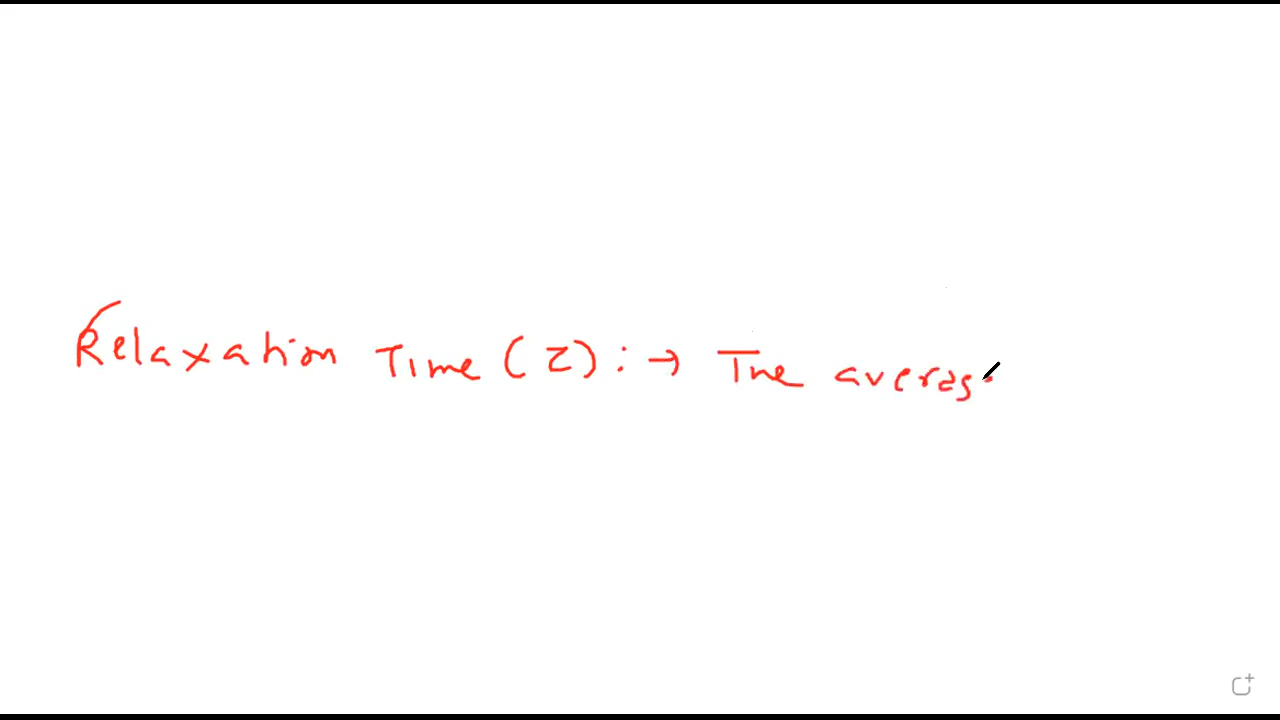 Relaxation Time (τ) : → The averag